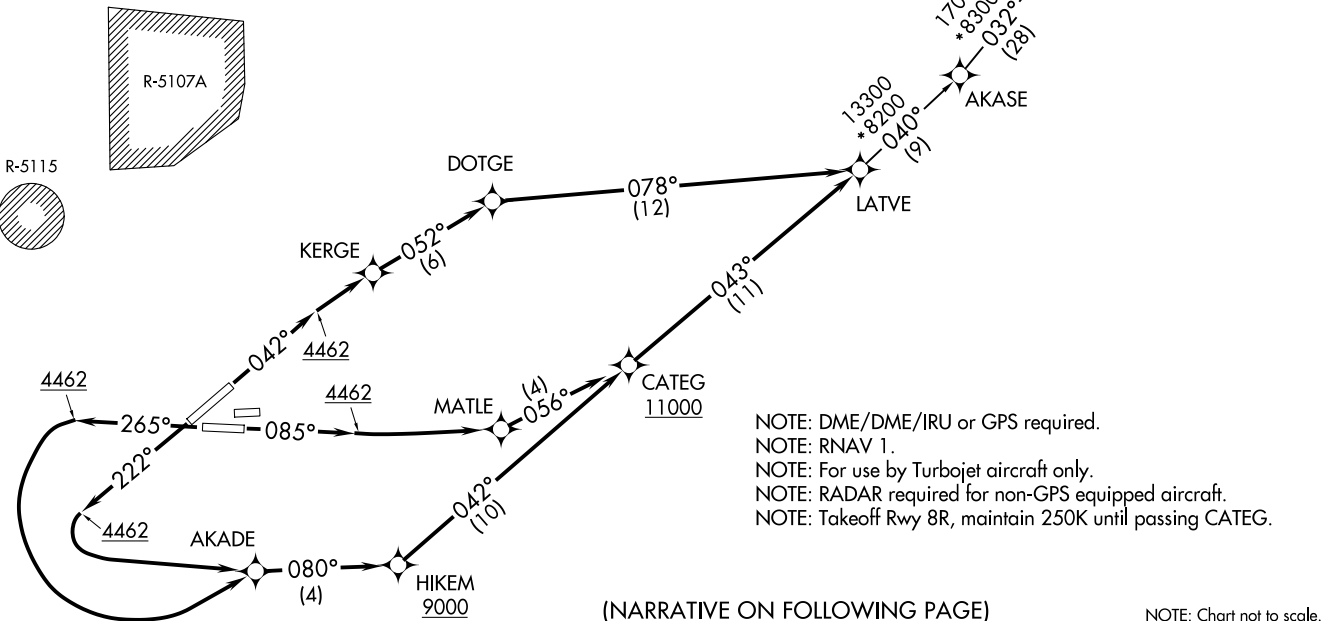 170
*8300
032°
(28)
AKASE
13300
*8200
040°
(9)
LATVE
R-5107A
R-5115
DOTGE
078°
(12)
KERGE
052°
(6)
042°
4462
043°
(11)
4462
4462
MATLE
(4)
056°
CATEG
11000
265°
085°
222°
4462
042°
(10)
AKADE
080°
(4)
HIKEM
9000
NOTE: DME/DME/IRU or GPS required.
NOTE: RNAV 1.
NOTE: For use by Turbojet aircraft only.
NOTE: RADAR required for non-GPS equipped aircraft.
NOTE: Takeoff Rwy 8R, maintain 250K until passing CATEG.
(NARRATIVE ON FOLLOWING PAGE)
NOTE: Chart not to scale.